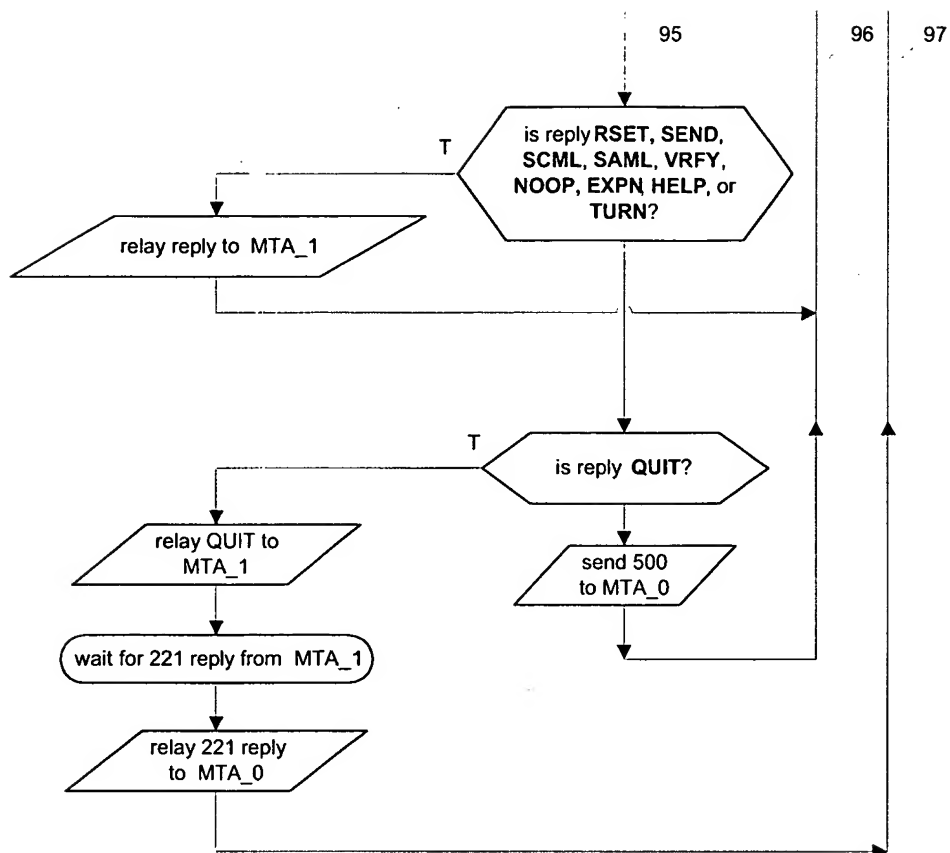 95
96
97
is reply RSET, SEND,
SCML, SAML, VRFY,
NOOP, EXPN, HELP, or
TURN?
T
relay reply to MTA_1
T
is reply QUIT?
relay QUIT to
MTA_1
send 500
to MTA_0
wait for 221 reply from MTA_1
relay 221 reply
to MTA_0